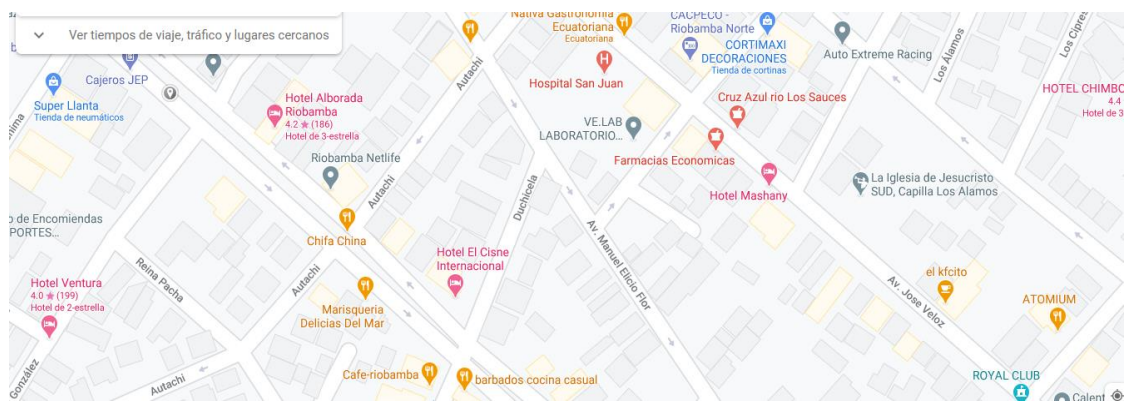 Ver tiempos de viaje, tráfico y lugares cercanos
Nativa Gastronomía
Ecuatoriana
Ecuatoriana
CACPECO -
Riobamba Norte
CORTIMAXI
DECORACIONES
Tienda de cortinas
Auto Extreme Racing
Los Álamos
Los Cipres
Cajeros JEP
Autachi
Hospital San Juan
Super Llanta
Tienda de neumáticos
Hotel Alborada
Riobamba
4.2 ★ (186)
Hotel de 3-estrella
Cruz Azul rio Los Sauces
HOTEL CHIMBO
4.4
Hotel de 3
VE.LAB
LABORATORIO...
Riobamba Netlife
Farmacias Economicas
Hotel Mashany
La Iglesia de Jesucristo
SUD, Capilla Los Alamos
Autachi
Duchicela
o de Encomiendas
PORTES...
Chifa China
Av. Manuel Elicio Flor
Reina Pacha
Autachi
Hotel El Cisne
Internacional
Hotel Ventura
4.0 ★ (199)
Hotel de 2-estrella
Marisqueria
Delicias Del Mar
el kfcito
Av. Jose Veloz
ATOMIUM
González
Autachi
Cafe-riobamba
barbados cocina casual
ROYAL CLUB
Calent